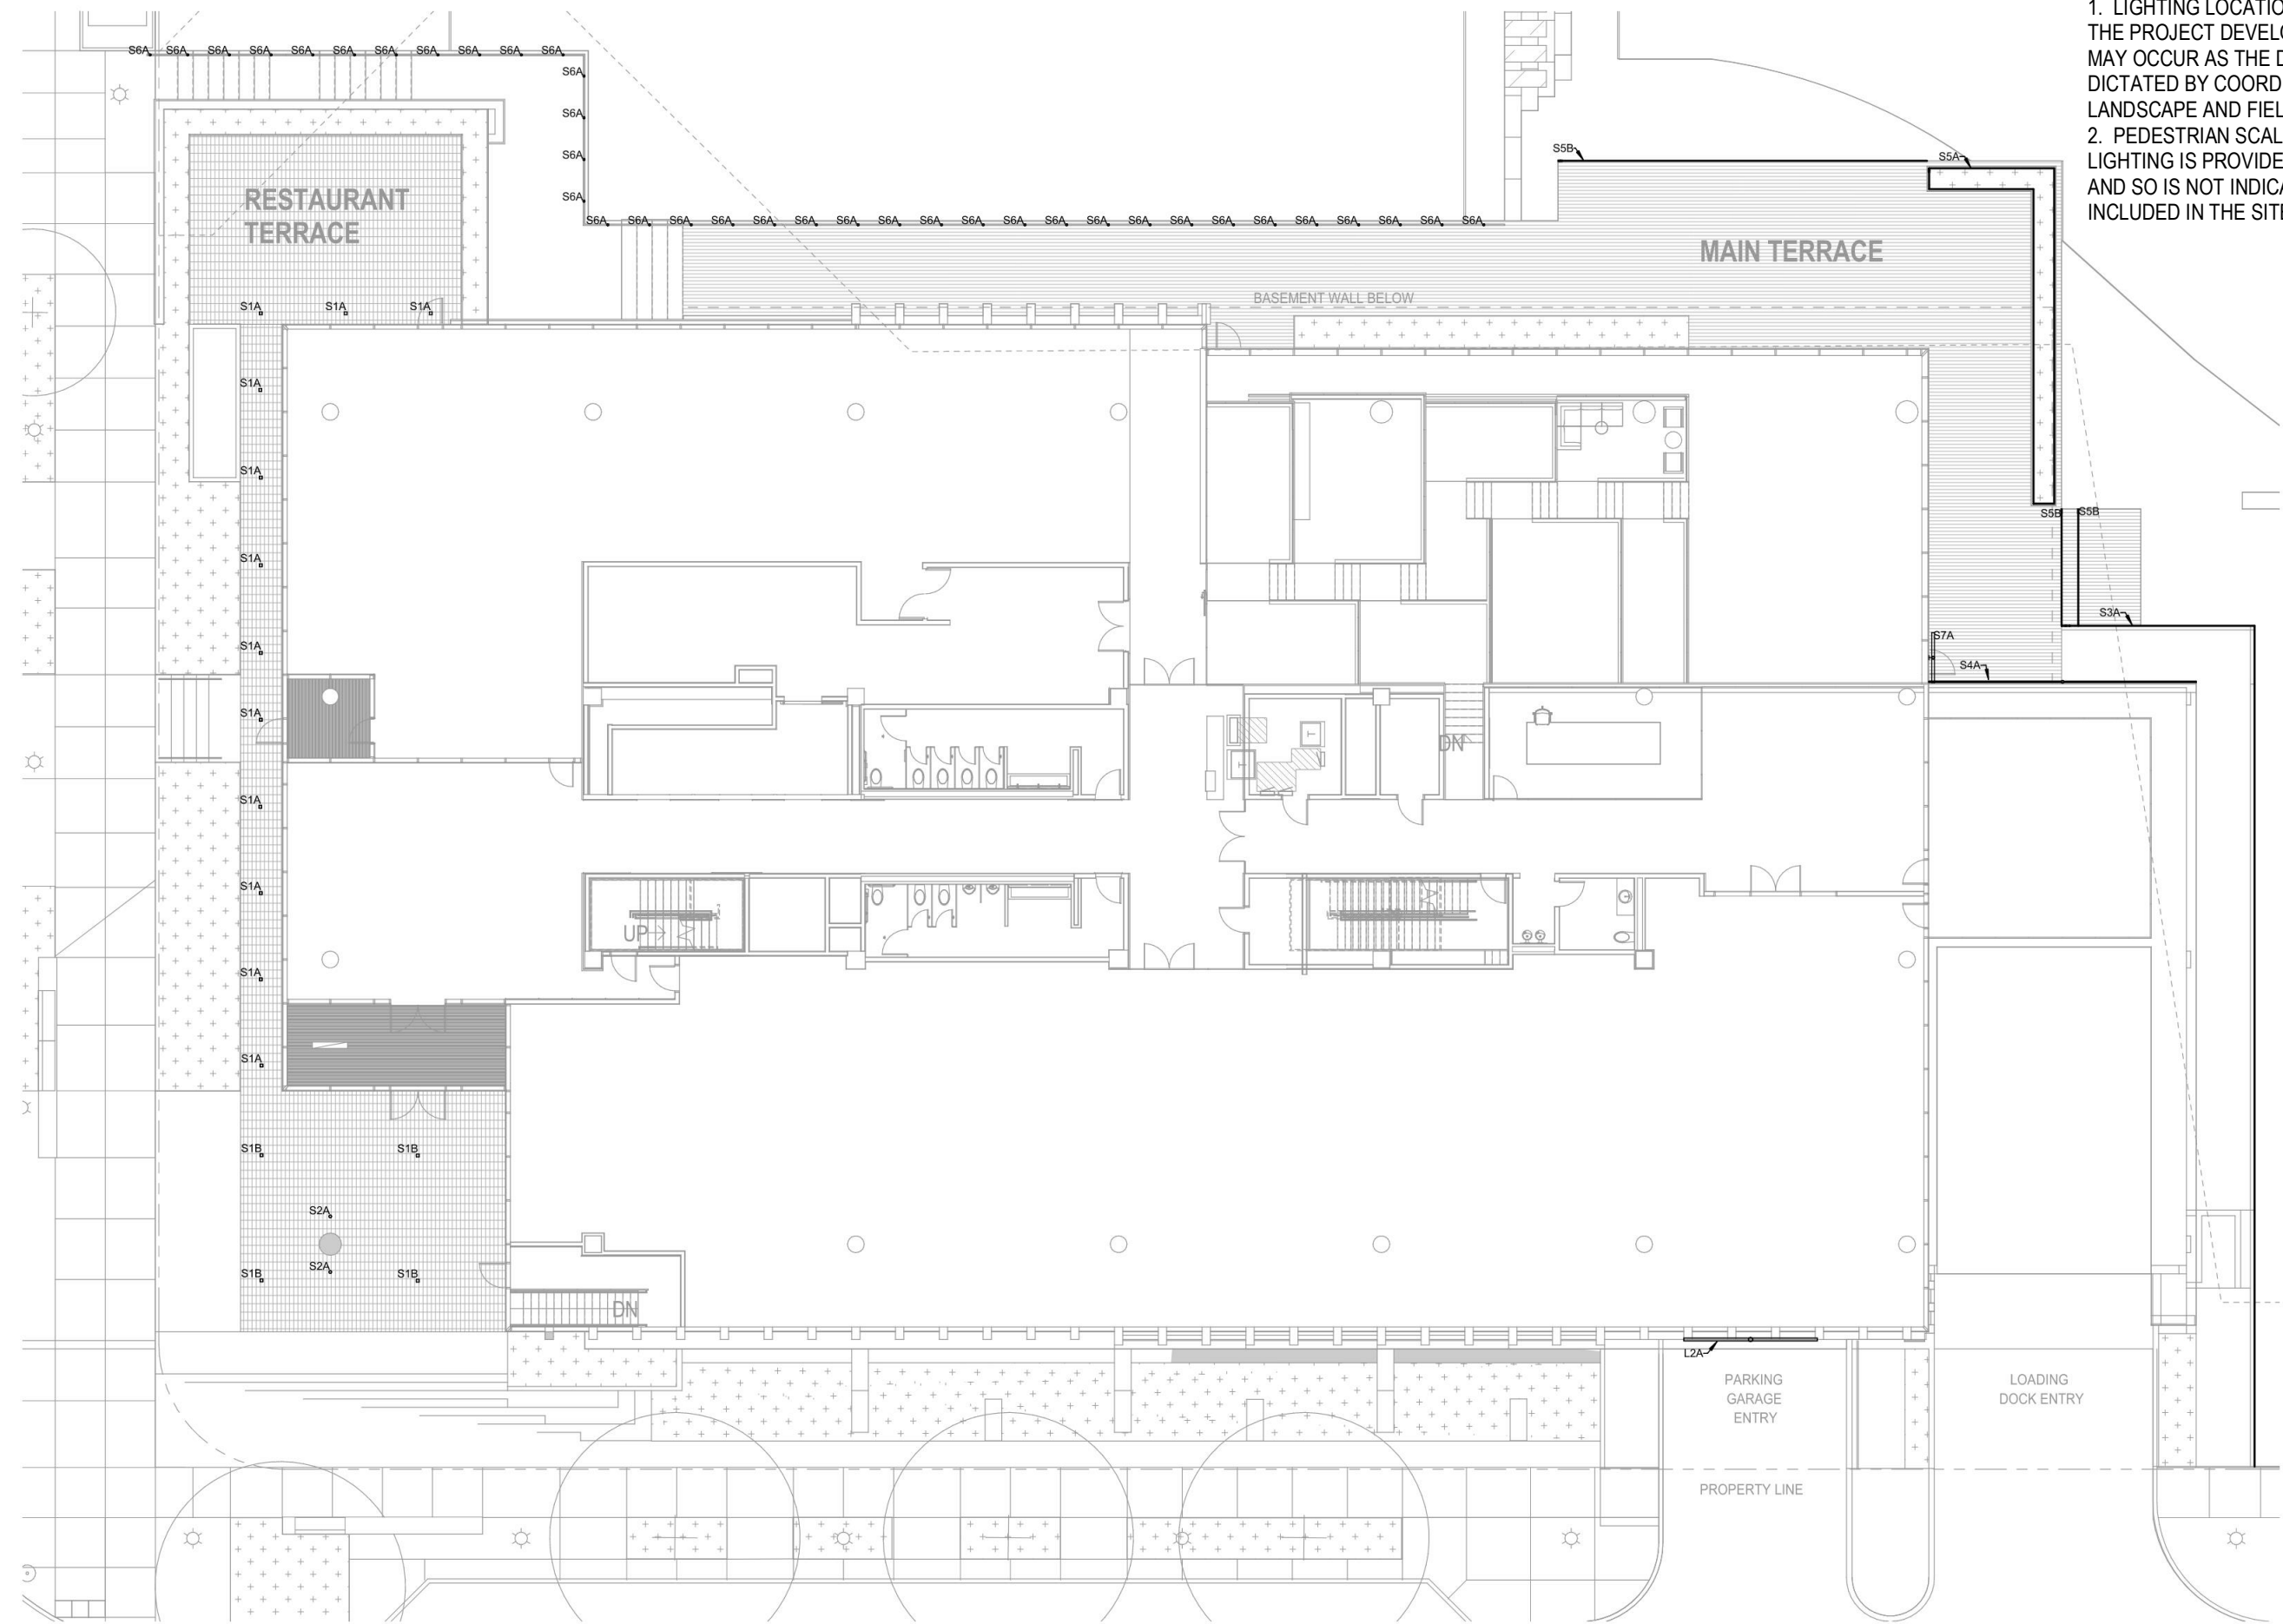 1. LIGHTING LOCATIO
THE PROJECT DEVELO
MAY OCCUR AS THE D
DICTATED BY COORD
LANDSCAPE AND FIEL
2. PEDESTRIAN SCAL
LIGHTING IS PROVIDE
AND SO IS NOT INDICA
INCLUDED IN THE SITE
S6A S6A S6A S6A S6A S6A S6A S6A S6A S6A S6A
S6A
S6A
S6A
S6A
S5B
S5A
RESTAURANT
TERRACE
S6A S6A S6A S6A S6A S6A S6A S6A S6A S6A S6A S6A S6A S6A S6A S6A S6A S6A S6A S6A S6A S6A
MAIN TERRACE
BASEMENT WALL BELOW
S1A S1A S1A
S1A
S1A
S5B S5B
S1A
S3A
S7A
S1A
S4A
S1A
DN
S1A
S1A
UP
S1A
S1A
S1B S1B
S2A
S2A
S1B S1B
DN
L2A
PARKING
GARAGE
ENTRY
LOADING
DOCK ENTRY
PROPERTY LINE